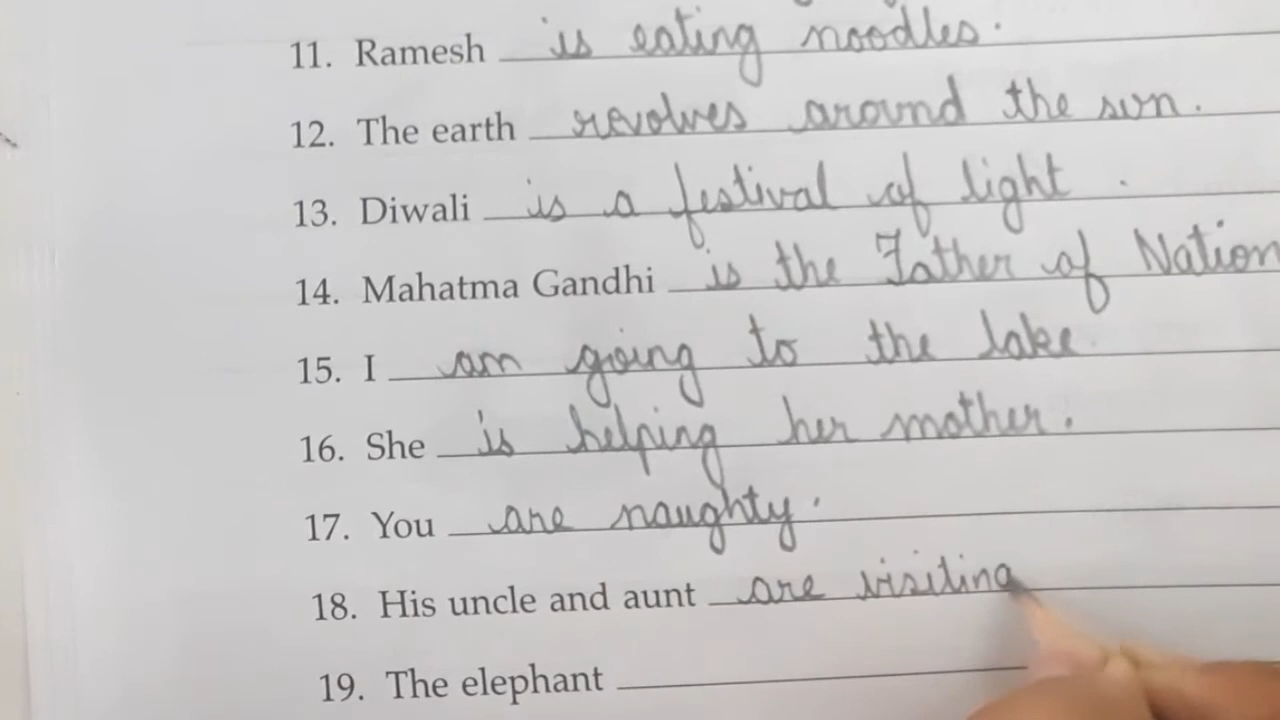 11. Ramesh is eating noodles.
12. The earth revolves around the sun.
13. Diwali is a festival of light.
14. Mahatma Gandhi is the Father of Nation
15. I am going to the lake.
16. She is helping her mother.
17. You are naughty.
18. His uncle and aunt are visiting
19. The elephant